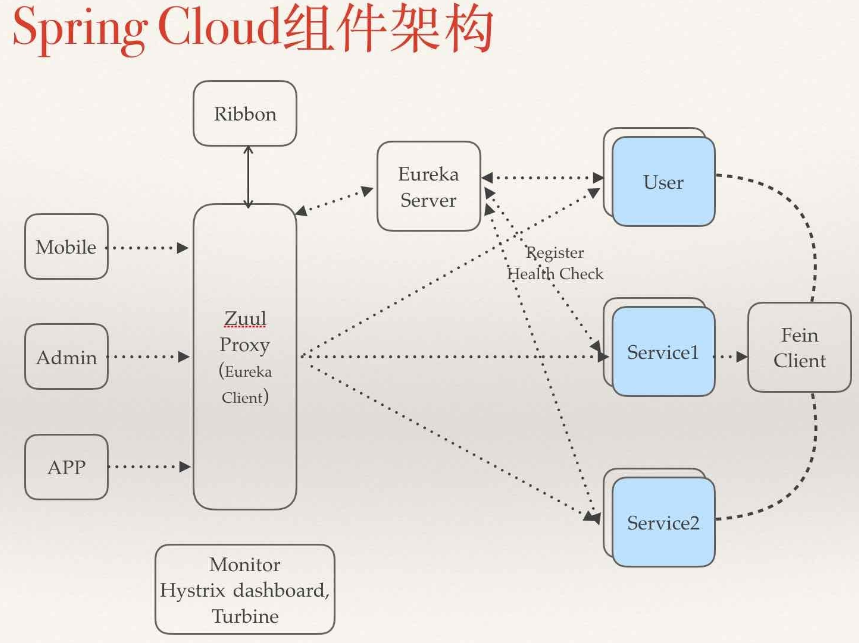 Spring Cloud组件架构
Ribbon
Eureka
Server
User
Mobile
Register
Health Check
Zuul
Proxy
(Eureka
Client)
Admin
Service1
Fein
Client
APP
Service2
Monitor
Hystrix dashboard,
Turbine